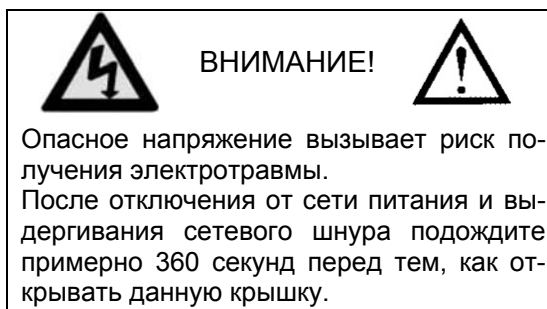 ВНИМАНИЕ!
Опасное напряжение вызывает риск по-
лучения электротравмы.
После отключения от сети питания и вы-
дергивания сетевого шнура подождите
примерно 360 секунд перед тем, как от-
крывать данную крышку.